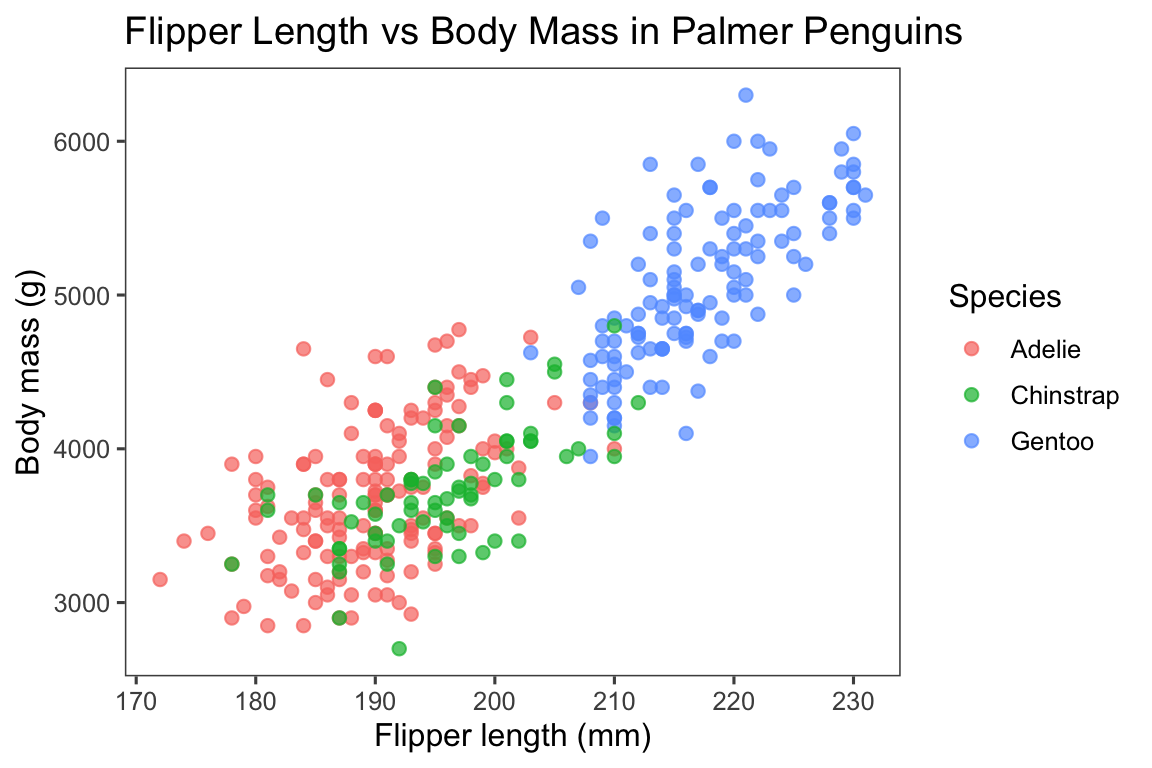 Flipper Length vs Body Mass in Palmer Penguins
6000
5000
4000
3000
Body mass (g)
170 180 190 200 210 220 230
Flipper length (mm)
Species
Adelie
Chinstrap
Gentoo